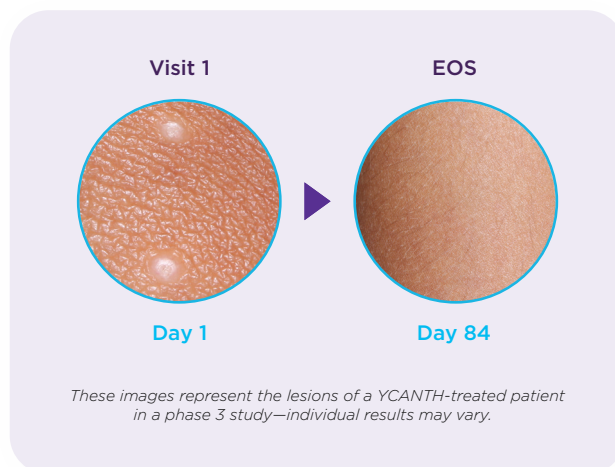 Visit 1
EOS
Day 1
Day 84
These images represent the lesions of a YCANTH-treated patient
in a phase 3 study—individual results may vary.